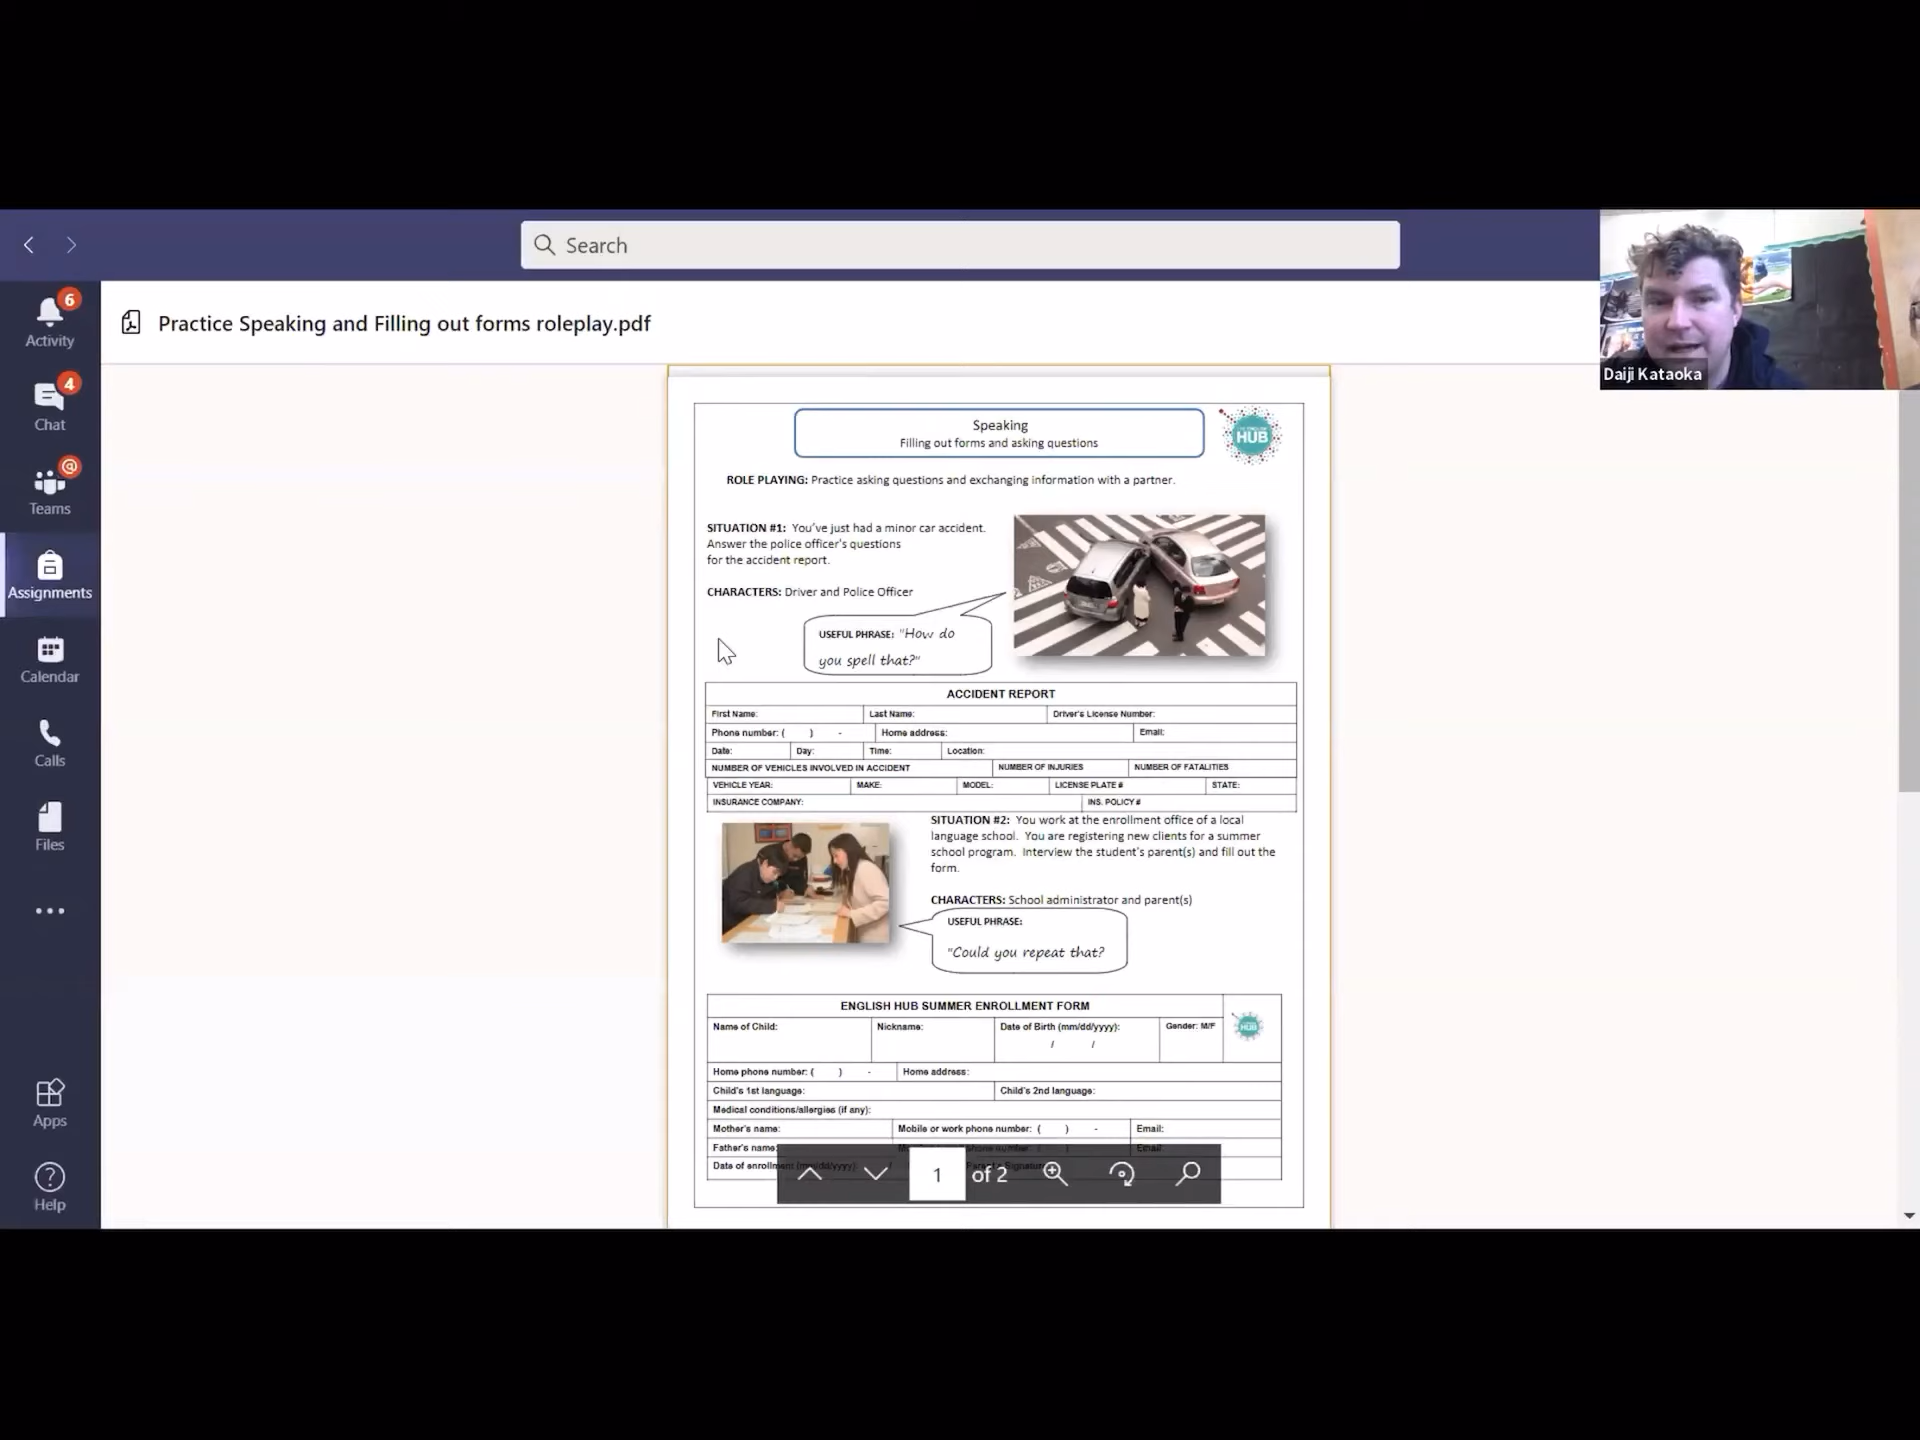 Search
6
Activity
4
Chat
@
Teams
Assignments
Calendar
Calls
Files
Apps
Help
Practice Speaking and Filling out forms roleplay.pdf
Daiji Kataoka
Speaking
Filling out forms and asking questions
HUB
ROLE PLAYING: Practice asking questions and exchanging information with a partner.
SITUATION #1: You've just had a minor car accident.
Answer the police officer's questions
for the accident report.
CHARACTERS: Driver and Police Officer
USEFUL PHRASE: "How do
you spell that?"
ACCIDENT REPORT
First Name: Last Name: Driver's License Number:
Phone number: ( ) - Home address: Email:
Date: Day: Time: Location:
NUMBER OF VEHICLES INVOLVED IN ACCIDENT NUMBER OF INJURIES NUMBER OF FATALITIES
VEHICLE YEAR: MAKE: MODEL: LICENSE PLATE # STATE:
INSURANCE COMPANY: INS. POLICY #
SITUATION #2: You work at the enrollment office of a local
language school. You are registering new clients for a summer
school program. Interview the student's parent(s) and fill out the
form.
CHARACTERS: School administrator and parent(s)
USEFUL PHRASE:
"Could you repeat that?
ENGLISH HUB SUMMER ENROLLMENT FORM
HUB
Name of Child: Nickname: Date of Birth (mm/dd/yyyy): Gender: M/F
/ /
Home phone number: ( ) - Home address:
Child's 1st language: Child's 2nd language:
Medical conditions/allergies (if any):
Mother's name: Mobile or work phone number: ( ) - Email:
Father's name: Email:
Date of enrollment (mm/dd/yyyy):
1 of 2